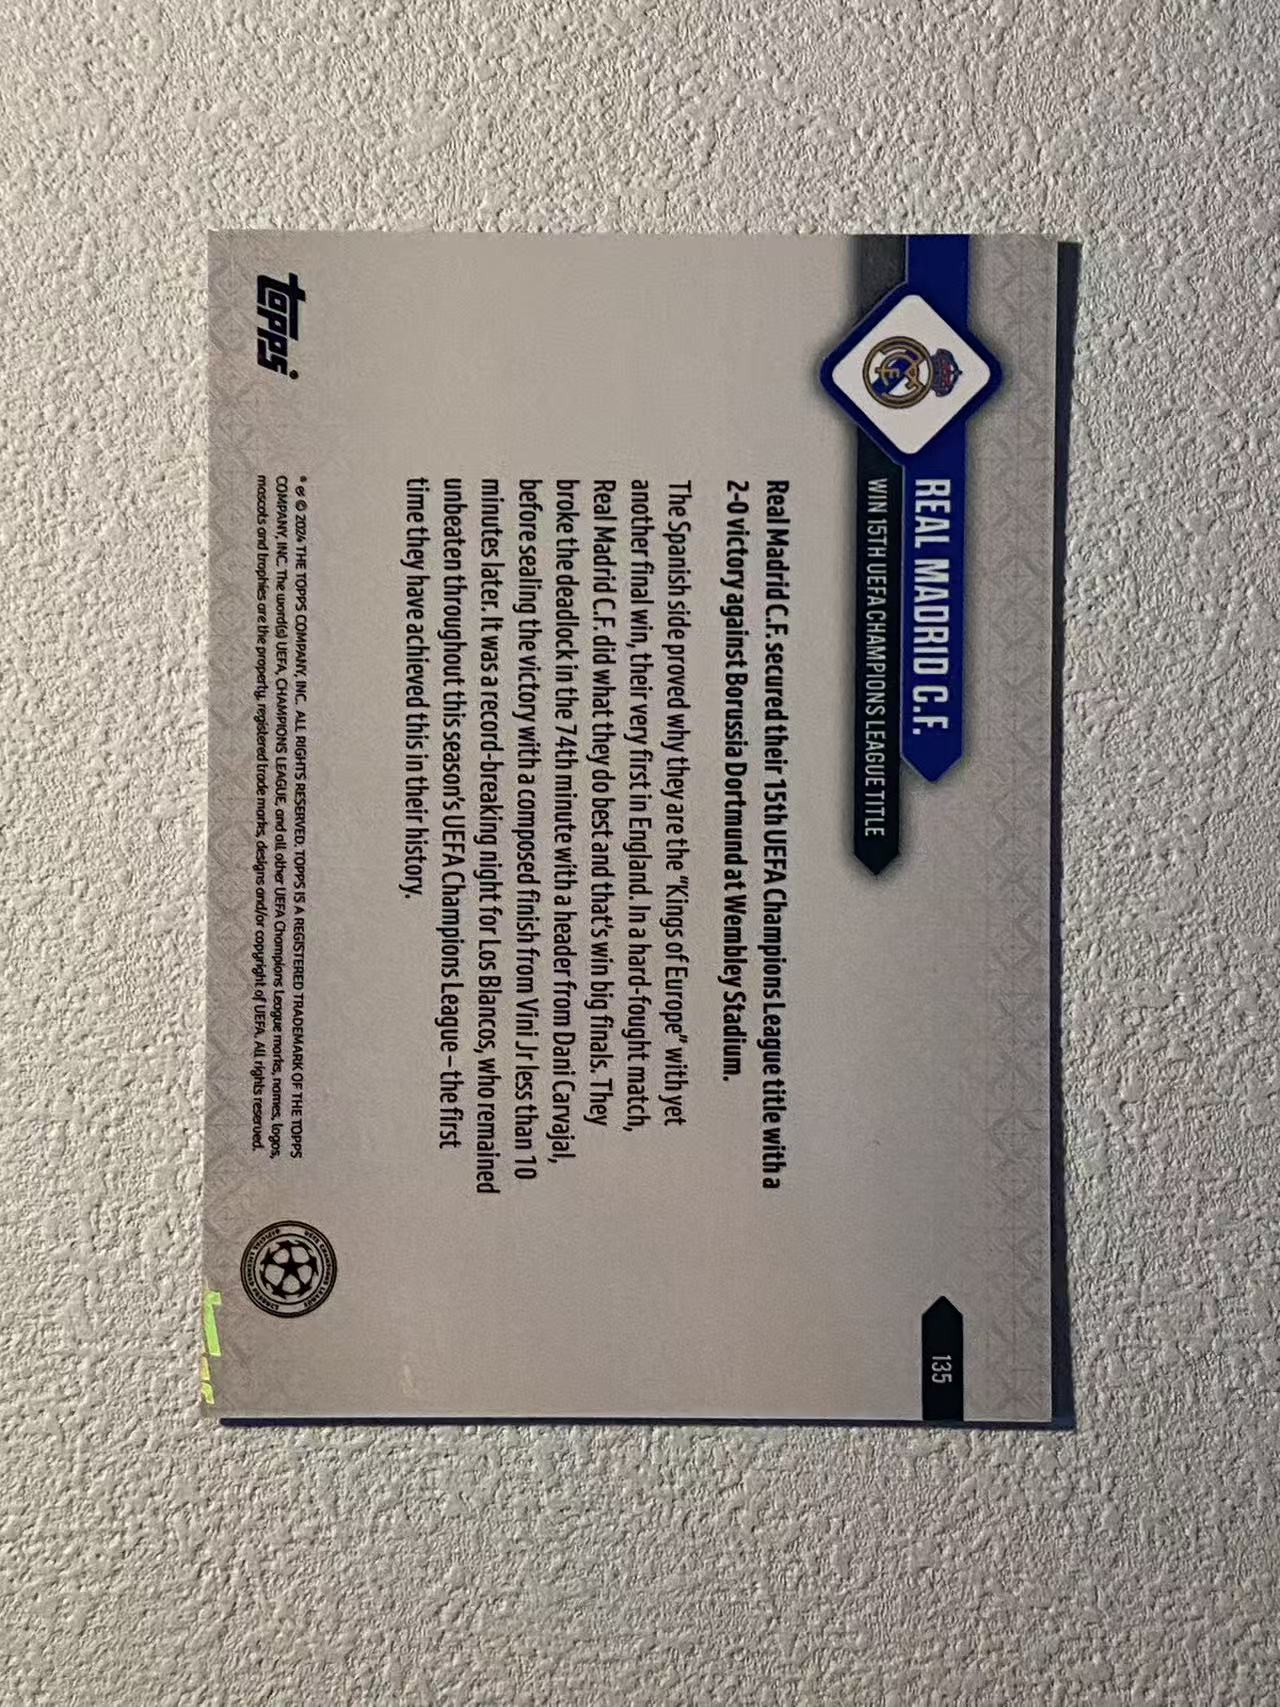 REAL MADRID C.F.
WIN 15TH UEFA CHAMPIONS LEAGUE TITLE
135
Real Madrid C.F. secured their 15th UEFA Champions League title with a
2-0 victory against Borussia Dortmund at Wembley Stadium.
The Spanish side proved why they are the "Kings of Europe" with yet
another final win, their very first in England. In a hard-fought match,
Real Madrid C.F. did what they do best and that's win big finals. They
broke the deadlock in the 74th minute with a header from Dani Carvajal,
before sealing the victory with a composed finish from Vini Jr less than 10
minutes later. It was a record-breaking night for Los Blancos, who remained
unbeaten throughout this season's UEFA Champions League – the first
time they have achieved this in their history.
topps
® & © 2024 THE TOPPS COMPANY, INC. ALL RIGHTS RESERVED. TOPPS IS A REGISTERED TRADEMARK OF THE TOPPS
COMPANY, INC. The word(s) UEFA, CHAMPIONS LEAGUE, and all other UEFA Champions League marks, names, logos,
mascots and trophies are the property, registered trade marks, designs and/or copyright of UEFA. All rights reserved.